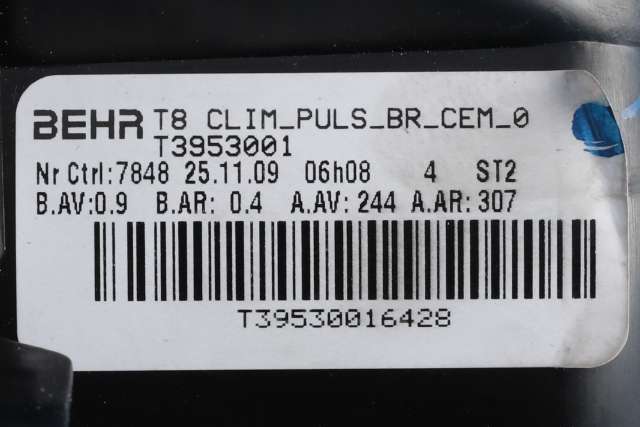 BEHR T8 CLIM_PULS_BR_CEM_0
T3953001
Nr Ctrl:7848 25.11.09 06h08 4 ST2
B.AV:0.9 B.AR: 0.4 A.AV: 244 A.AR: 307
T39530016428